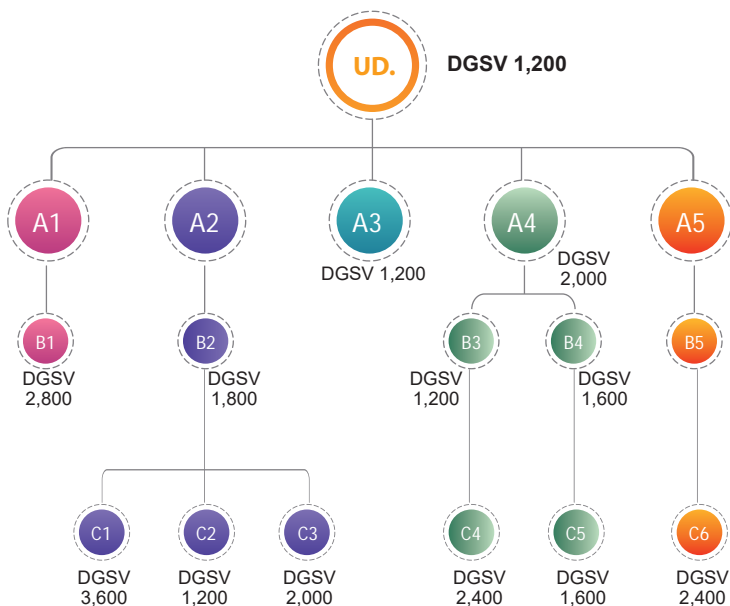 UD.
DGSV 1,200
A1
A2
A3
A4
A5
DGSV 1,200
DGSV
2,000
B1
B2
B3
B4
B5
DGSV
2,800
DGSV
1,800
DGSV
1,200
DGSV
1,600
C1
C2
C3
C4
C5
C6
DGSV
3,600
DGSV
1,200
DGSV
2,000
DGSV
2,400
DGSV
1,600
DGSV
2,400